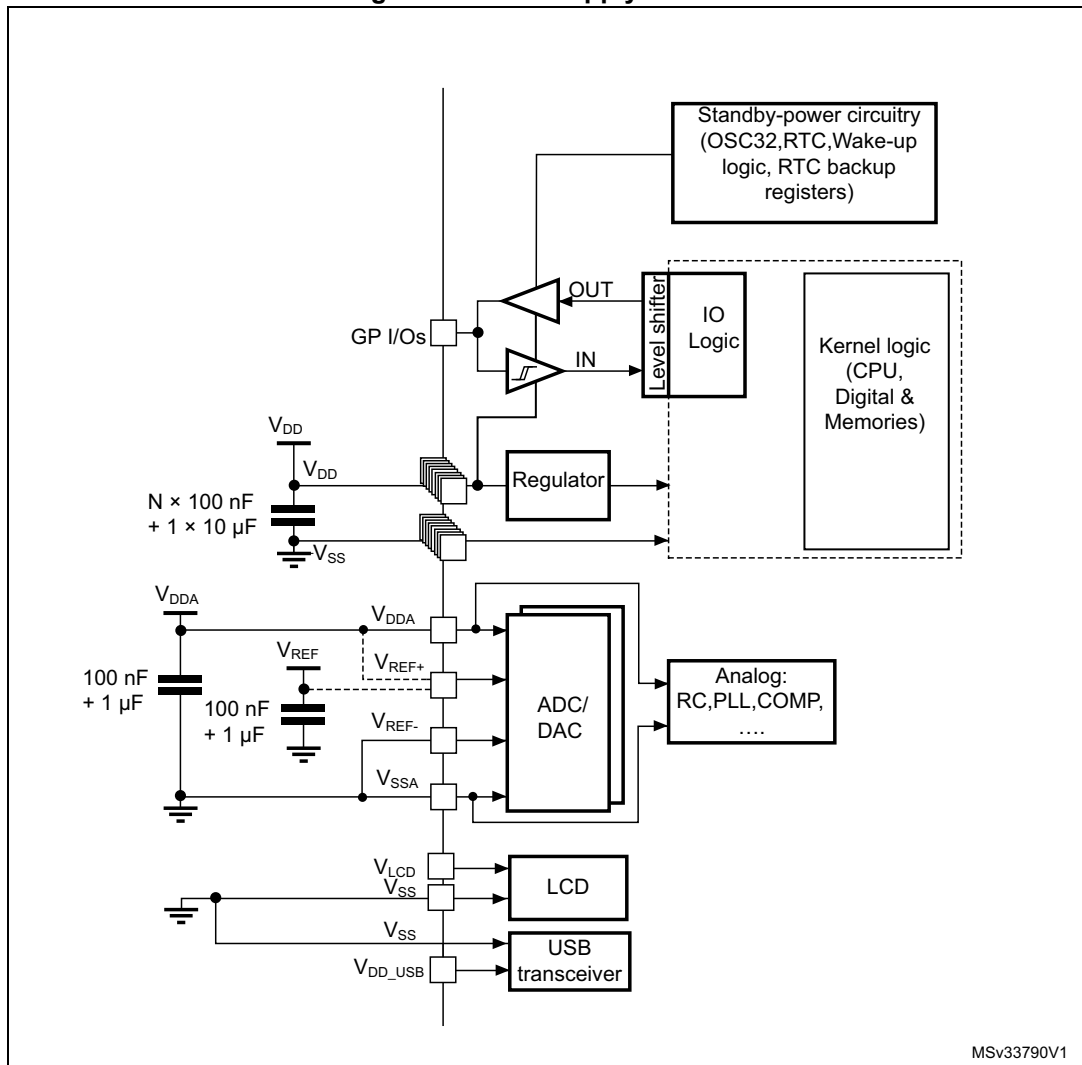 Standby-power circuitry
(OSC32,RTC,Wake-up
logic, RTC backup
registers)
OUT
GP I/Os
IN
Level shifter
IO
Logic
Kernel logic
(CPU,
Digital &
Memories)
VDD
VDD
Regulator
N × 100 nF
+ 1 × 10 µF
VSS
VDDA
VDDA
VREF
VREF+
100 nF
+ 1 µF
100 nF
+ 1 µF
ADC/
DAC
Analog:
RC,PLL,COMP,
....
VREF-
VSSA
VLCD
VSS
LCD
VSS
USB
transceiver
VDD_USB
MSv33790V1